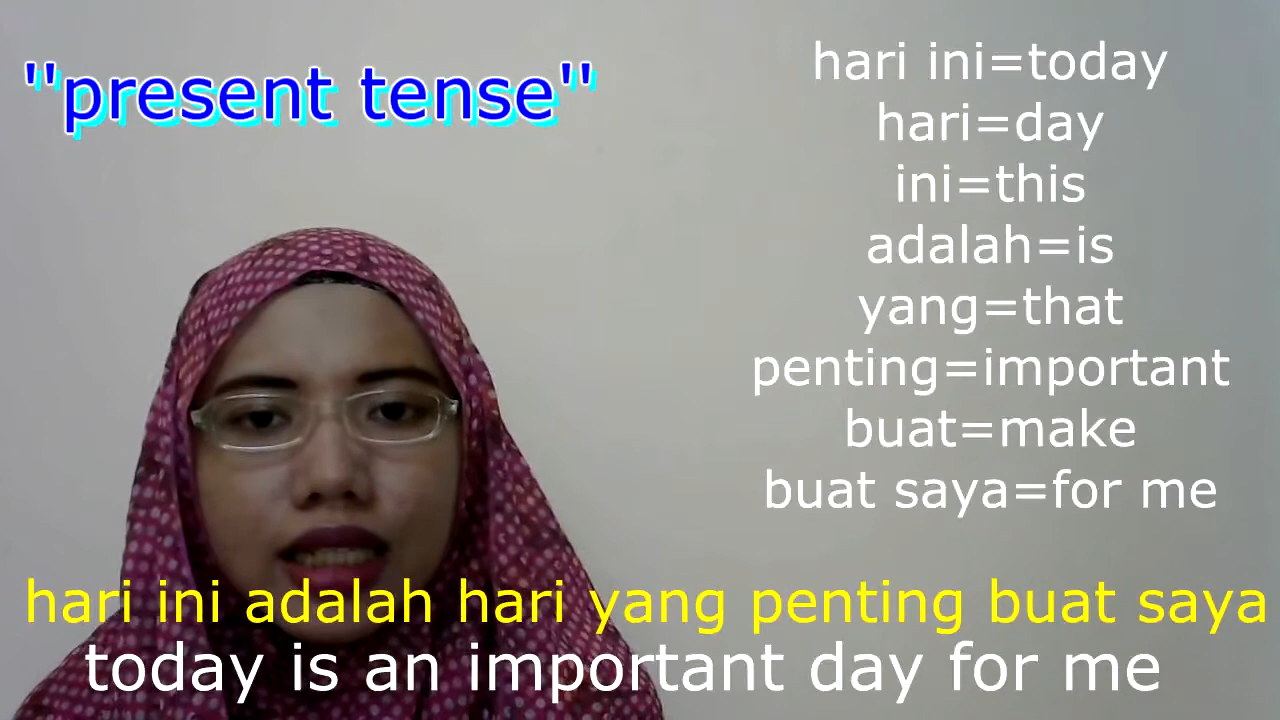 "present tense"
hari ini=today
hari=day
ini=this
adalah=is
yang=that
penting=important
buat=make
buat saya=for me
hari ini adalah hari yang penting buat saya
today is an important day for me